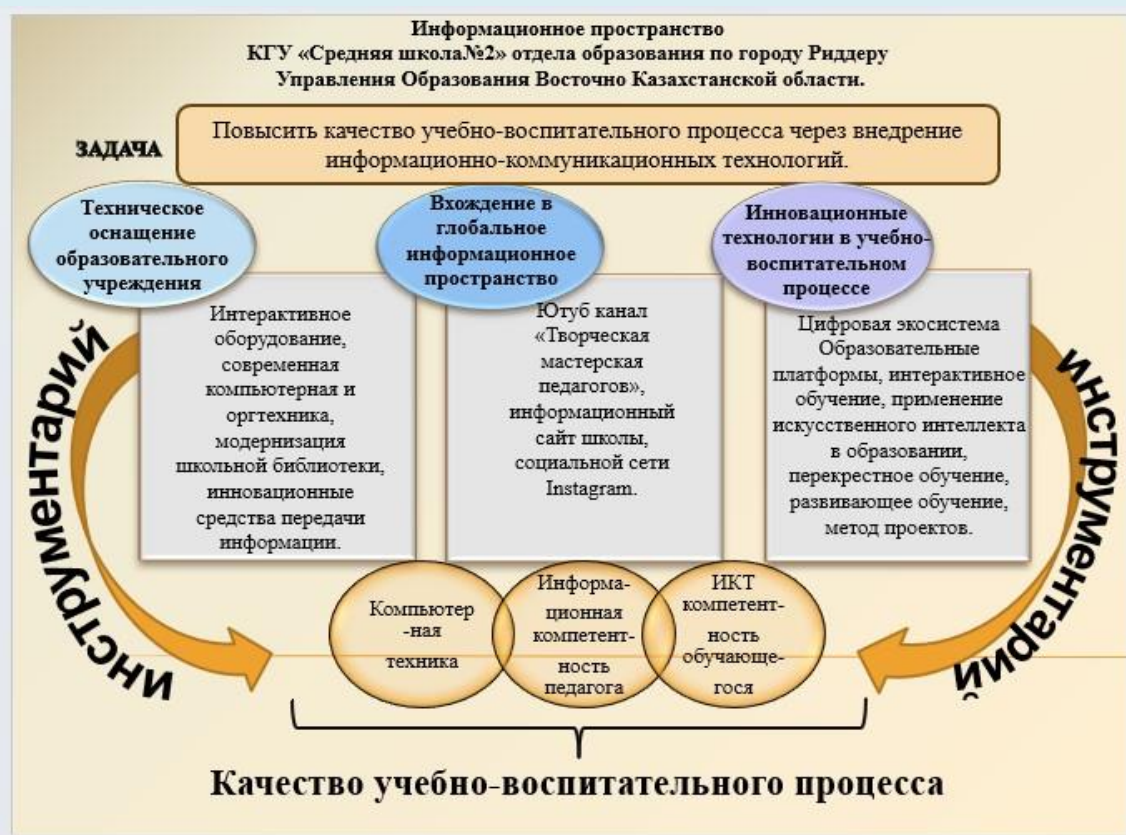 Информационное пространство
КГУ «Средняя школа№2» отдела образования по городу Риддеру
Управления Образования Восточно Казахстанской области.
ЗАДАЧА
Повысить качество учебно-воспитательного процесса через внедрение
информационно-коммуникационных технологий.
Техническое
оснащение
образовательного
учреждения
Вхождение в
глобальное
информационное
пространство
Инновационные
технологии в учебно-
воспитательном
процессе
инструментарий
Интерактивное
оборудование,
современная
компьютерная и
оргтехника,
модернизация
школьной библиотеки,
инновационные
средства передачи
информации.
Ютуб канал
«Творческая
мастерская
педагогов»,
информационный
сайт школы,
социальной сети
Instagram.
Цифровая экосистема
Образовательные
платформы, интерактивное
обучение, применение
искусственного интеллекта
в образовании,
перекрестное обучение,
развивающее обучение,
метод проектов.
инструментарий
Компьютер
-ная
техника
Информа-
ционная
компетент-
ность
педагога
ИКТ
компетент-
ность
обучающе-
гося
Качество учебно-воспитательного процесса